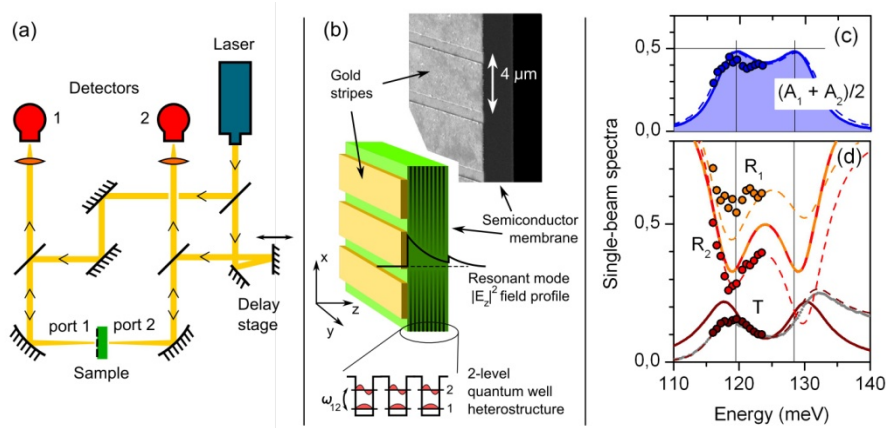 (a)
Laser
Detectors
1
2
port 1
port 2
Sample
Delay
stage
(b)
Gold
stripes
4 µm
Semiconductor
membrane
Resonant mode
|E_z|² field profile
x
z
y
ω₁₂
2
1
2-level
quantum well
heterostructure
(c)
0,5
0,0
(A₁ + A₂)/2
(d)
R₁
R₂
T
0,5
0,0
Single-beam spectra
110 120 130 140
Energy (meV)